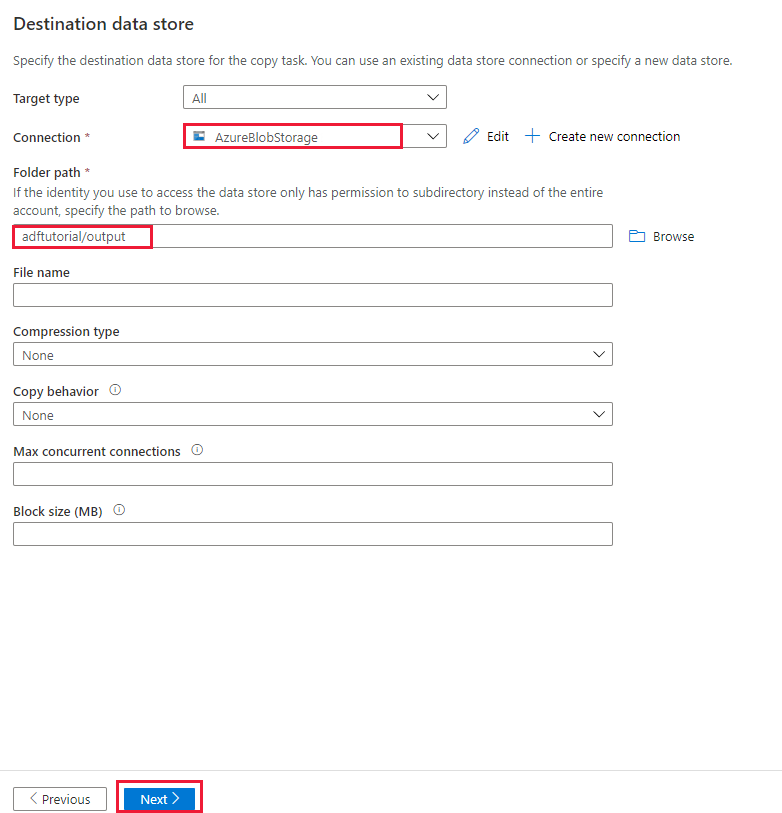 Destination data store
Specify the destination data store for the copy task. You can use an existing data store connection or specify a new data store.
Target type
All
Connection *
AzureBlobStorage
Edit
Create new connection
Folder path *
If the identity you use to access the data store only has permission to subdirectory instead of the entire
account, specify the path to browse.
adftutorial/output
Browse
File name
Compression type
None
Copy behavior
None
Max concurrent connections
Block size (MB)
Previous
Next